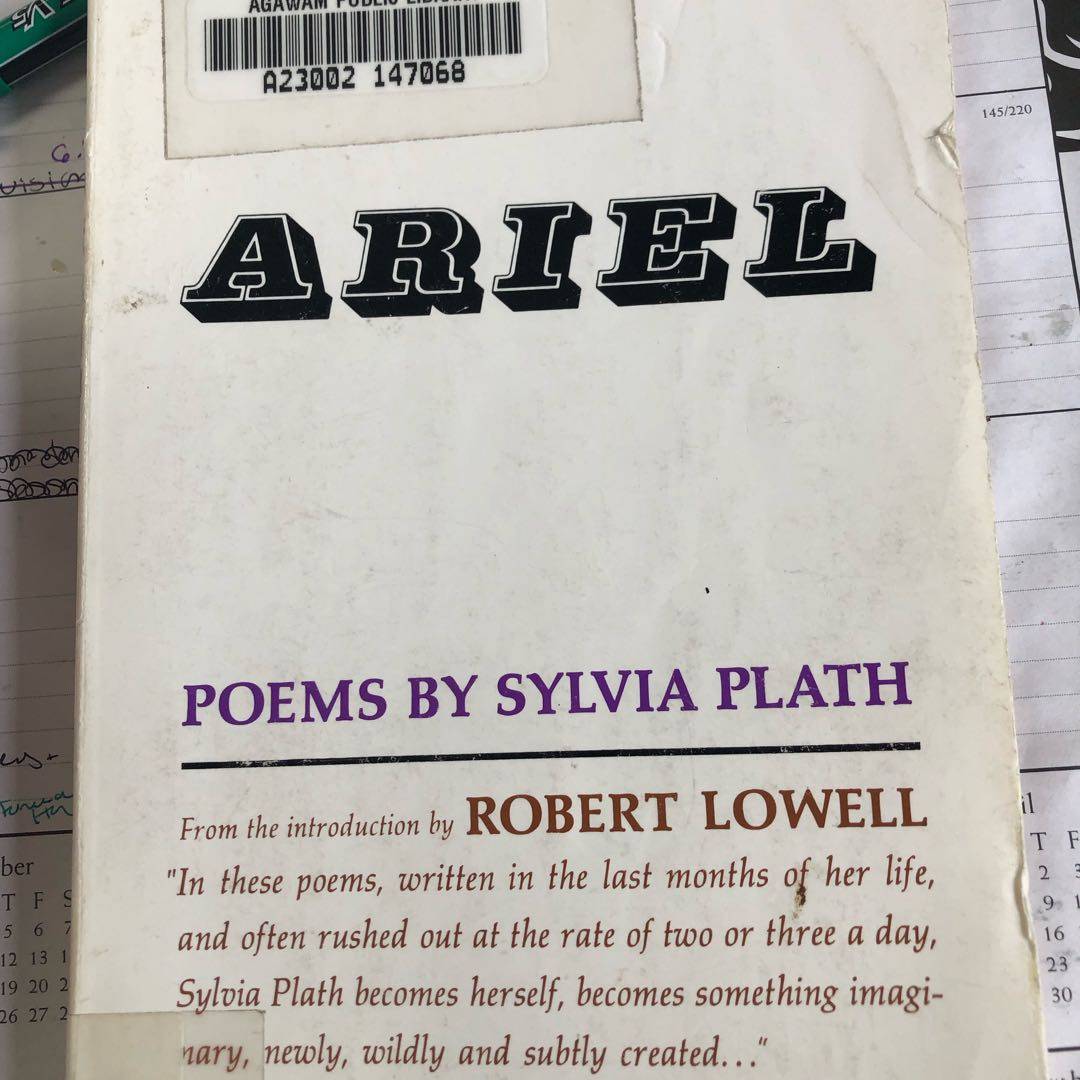 AGAWAM PUBLIC
A23002 147068
145/220
ARIEL
POEMS BY SYLVIA PLATH
From the introduction by ROBERT LOWELL
"In these poems, written in the last months of her life,
and often rushed out at the rate of two or three a day,
Sylvia Plath becomes herself, becomes something imagi-
nary, newly, wildly and subtly created..."
ber
T F S
5 6 7
12 13 1
19 20 2
26 27 2
il
T F
2 3
9 1
16
23
30